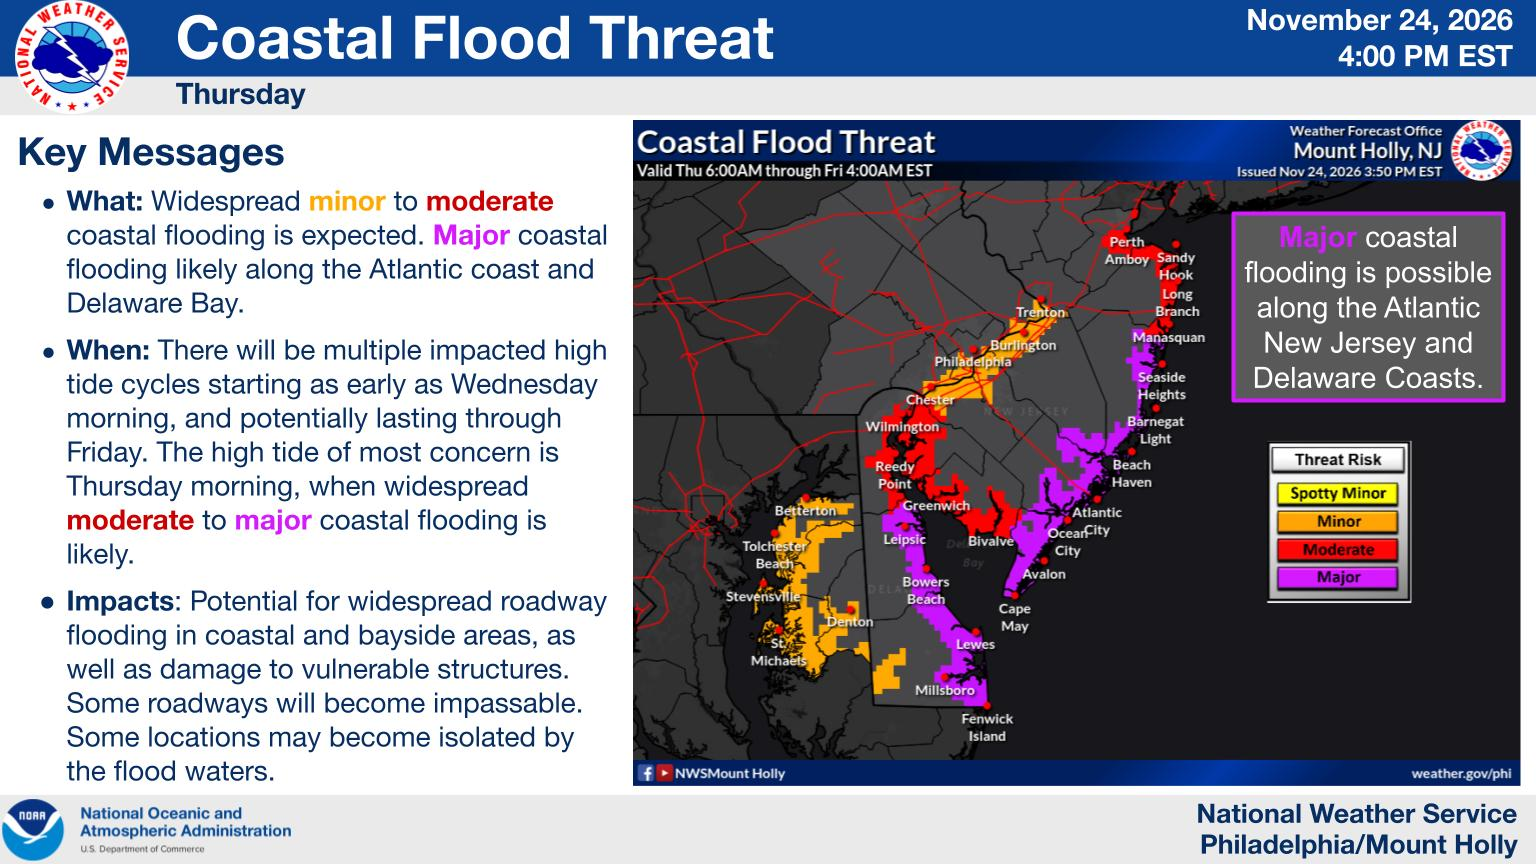 NATIONAL WEATHER SERVICE
Coastal Flood Threat
November 24, 2026
4:00 PM EST
Thursday
Key Messages
• What: Widespread minor to moderate
coastal flooding is expected. Major coastal
flooding likely along the Atlantic coast and
Delaware Bay.
• When: There will be multiple impacted high
tide cycles starting as early as Wednesday
morning, and potentially lasting through
Friday. The high tide of most concern is
Thursday morning, when widespread
moderate to major coastal flooding is
likely.
• Impacts: Potential for widespread roadway
flooding in coastal and bayside areas, as
well as damage to vulnerable structures.
Some roadways will become impassable.
Some locations may become isolated by
the flood waters.
Coastal Flood Threat
Valid Thu 6:00AM through Fri 4:00AM EST
Weather Forecast Office
Mount Holly, NJ
Issued Nov 24, 2026 3:50 PM EST
Major coastal
flooding is possible
along the Atlantic
New Jersey and
Delaware Coasts.
Threat Risk
Spotty Minor
Minor
Moderate
Major
Perth
Amboy
Sandy
Hook
Long
Branch
Trenton
Manasquan
Burlington
Philadelphia
Seaside
Heights
Chester
NEW JERSEY
Wilmington
Barnegat
Light
Reedy
Point
Beach
Haven
Betterton
Greenwich
Atlantic
City
Leipsic
Bivalve
Ocean
City
Tolchester
Beach
Delaware
Bay
Avalon
Bowers
Beach
DELAWARE
Stevensville
Cape
May
Denton
St.
Michaels
Lewes
Millsboro
Fenwick
Island
NWSMount Holly
weather.gov/phi
NOAA
National Oceanic and
Atmospheric Administration
U.S. Department of Commerce
National Weather Service
Philadelphia/Mount Holly